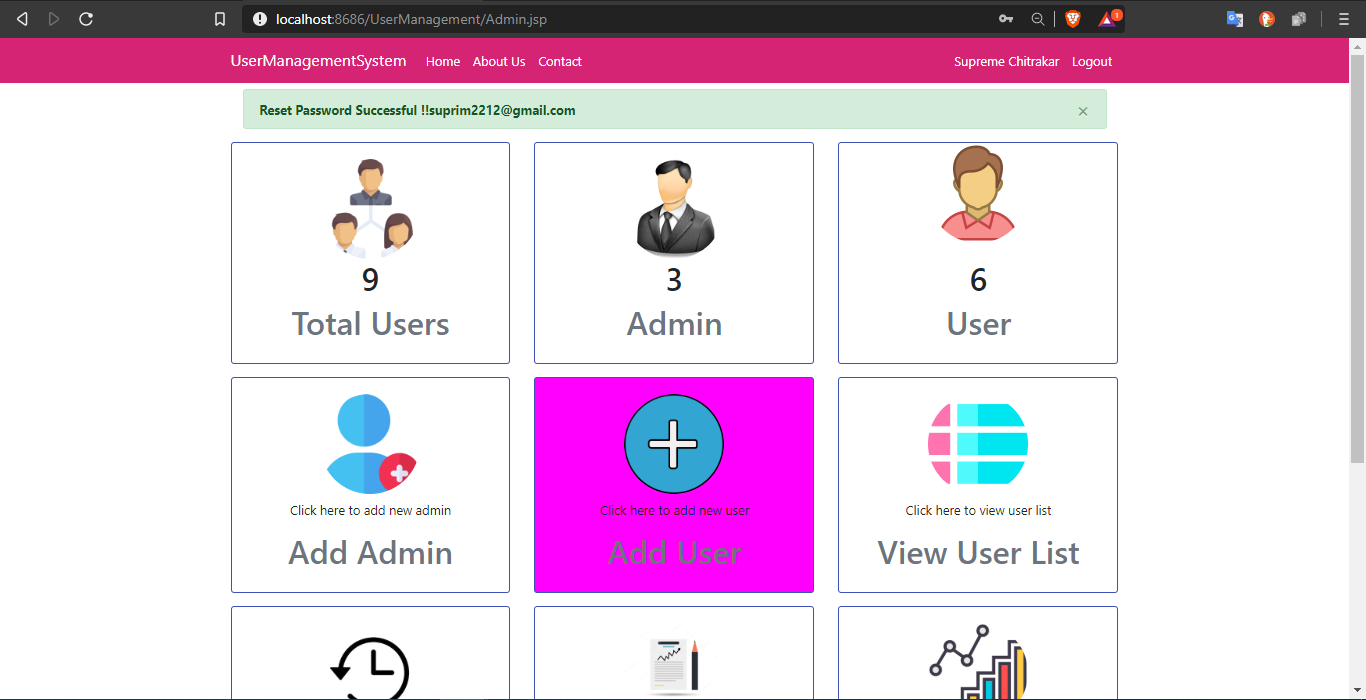 localhost:8686/UserManagement/Admin.jsp
1
UserManagementSystem Home About Us Contact Supreme Chitrakar Logout
Reset Password Successful !!suprim2212@gmail.com ×
9
Total Users
3
Admin
6
User
Click here to add new admin
Add Admin
Click here to add new user
Add User
Click here to view user list
View User List